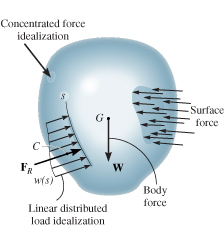 Concentrated force
idealization
s
G
Surface
force
C
F_R
W
w(s)
Body
force
Linear distributed
load idealization